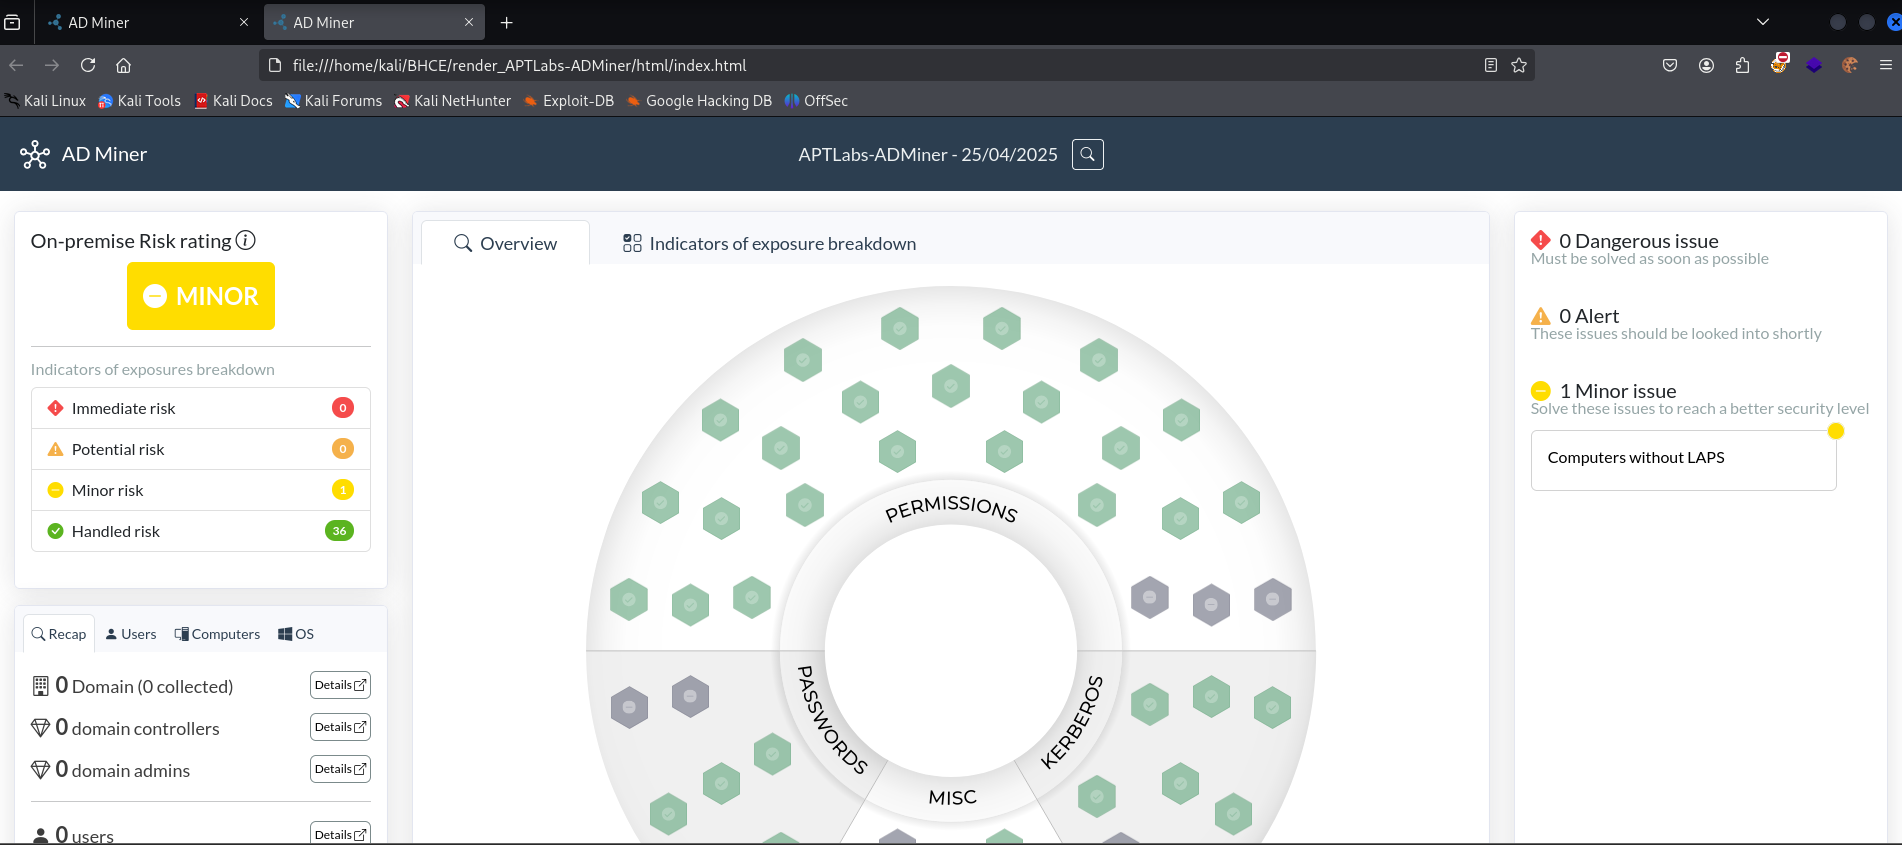 AD Miner
AD Miner
file:///home/kali/BHCE/render_APTLabs-ADMiner/html/index.html
Kali Linux
Kali Tools
Kali Docs
Kali Forums
Kali NetHunter
Exploit-DB
Google Hacking DB
OffSec
AD Miner
APTLabs-ADMiner - 25/04/2025
On-premise Risk rating
MINOR
Indicators of exposures breakdown
Immediate risk 0
Potential risk 0
Minor risk 1
Handled risk 36
Recap
Users
Computers
OS
0 Domain (0 collected) Details
0 domain controllers Details
0 domain admins Details
0 users Details
Overview
Indicators of exposure breakdown
PERMISSIONS
PASSWORDS
KERBEROS
MISC
0 Dangerous issue
Must be solved as soon as possible
0 Alert
These issues should be looked into shortly
1 Minor issue
Solve these issues to reach a better security level
Computers without LAPS